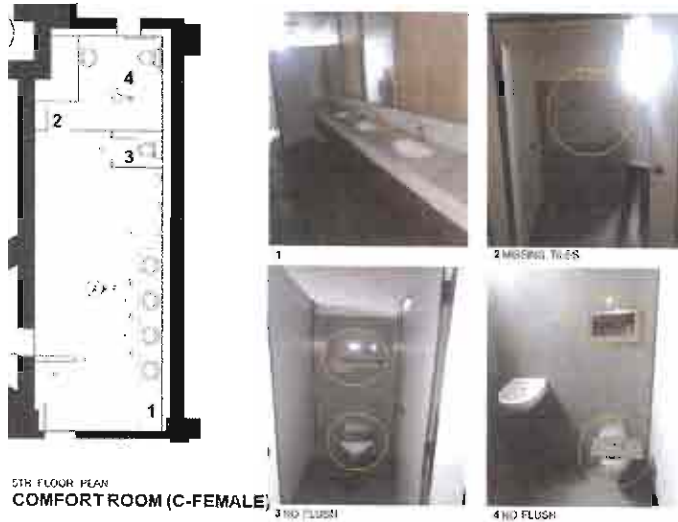 4
2
3
1
1
2 MISSING TILES
5TH FLOOR PLAN
COMFORT ROOM (C-FEMALE)
3 NO FLUSH
4 NO FLUSH